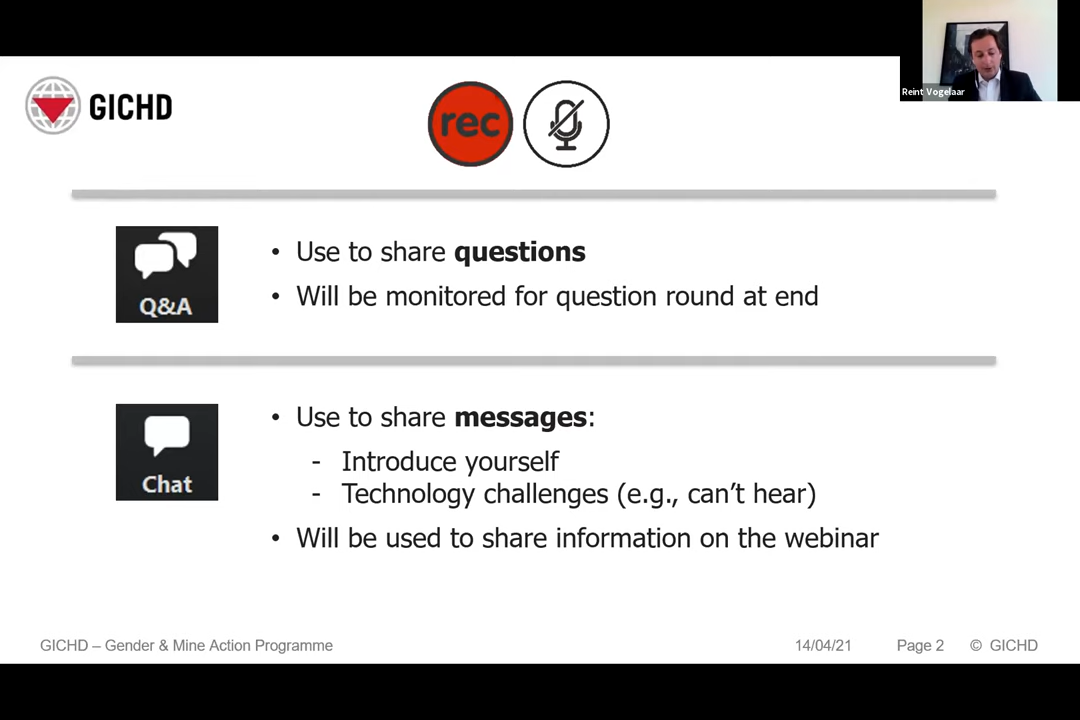 Reint Vogelaar
GICHD
rec
Q&A
• Use to share questions
• Will be monitored for question round at end
Chat
• Use to share messages:
- Introduce yourself
- Technology challenges (e.g., can’t hear)
• Will be used to share information on the webinar
GICHD – Gender & Mine Action Programme 14/04/21 Page 2 © GICHD